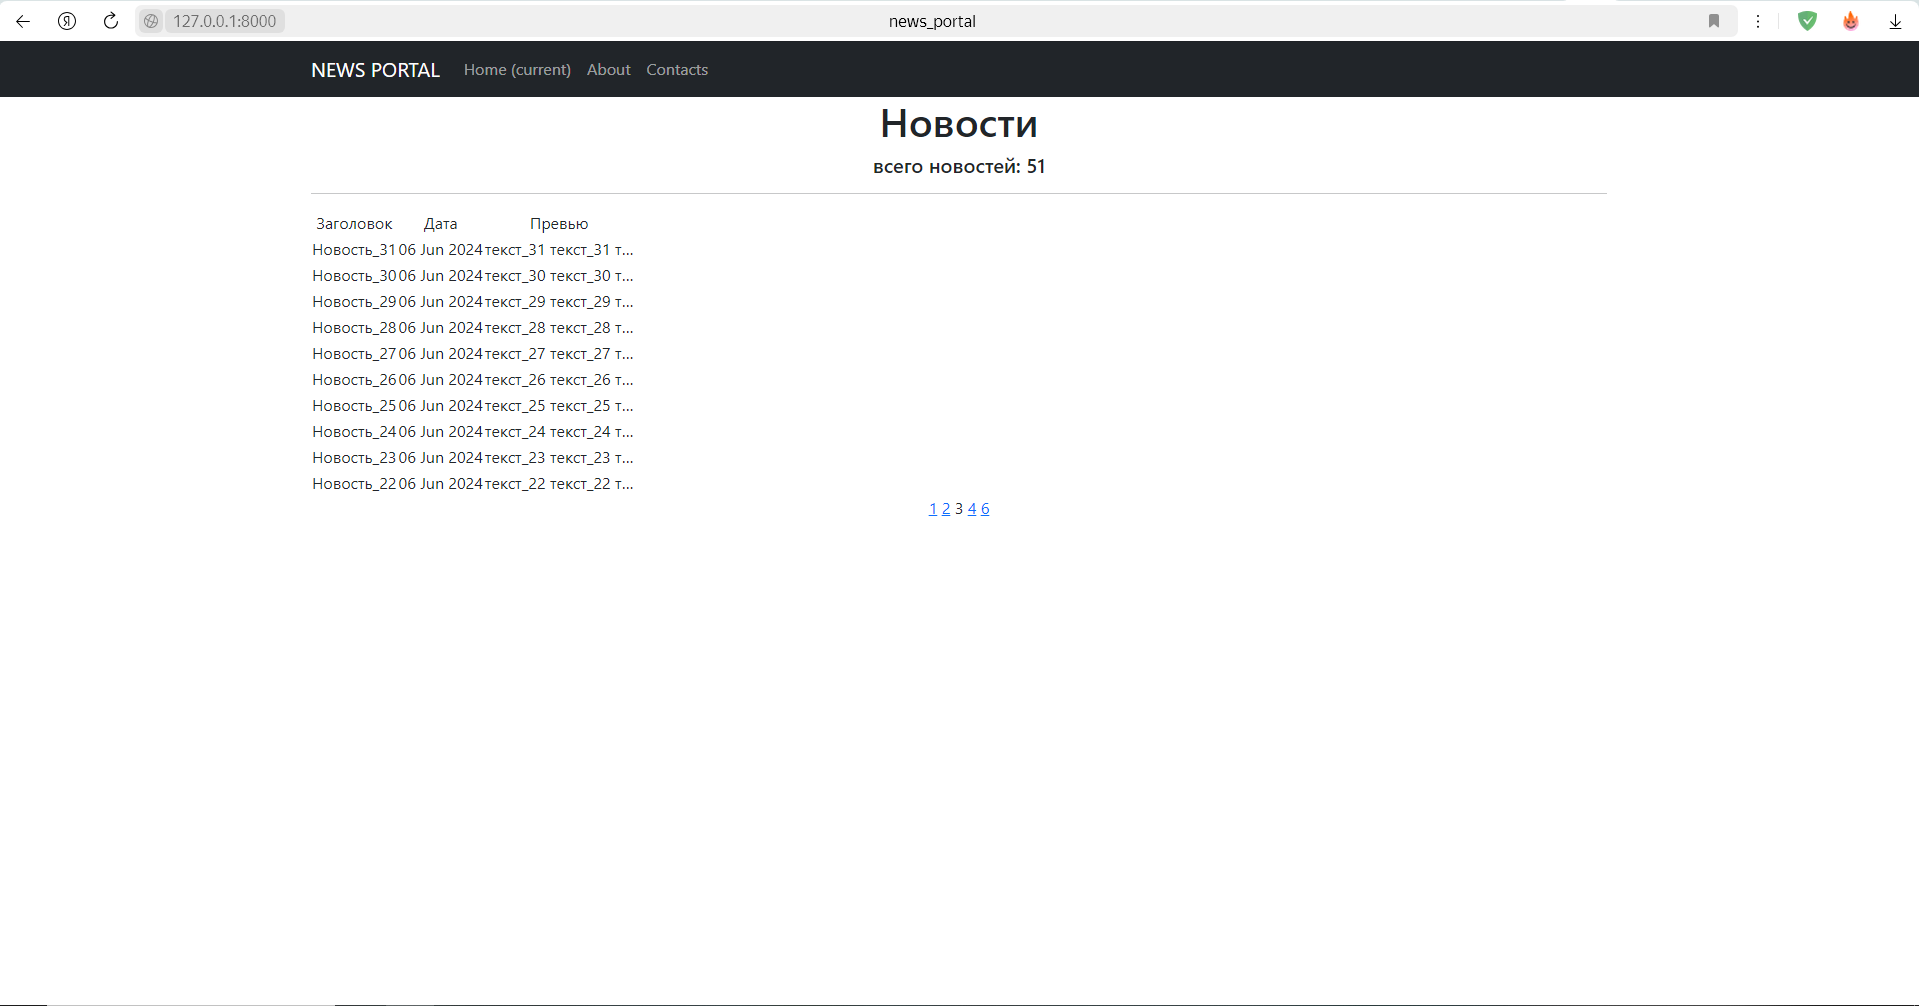 127.0.0.1:8000 news_portal
NEWS PORTAL Home (current) About Contacts
Новости
всего новостей: 51
Заголовок Дата Превью
Новость_31 06 Jun 2024 текст_31 текст_31 т...
Новость_30 06 Jun 2024 текст_30 текст_30 т...
Новость_29 06 Jun 2024 текст_29 текст_29 т...
Новость_28 06 Jun 2024 текст_28 текст_28 т...
Новость_27 06 Jun 2024 текст_27 текст_27 т...
Новость_26 06 Jun 2024 текст_26 текст_26 т...
Новость_25 06 Jun 2024 текст_25 текст_25 т...
Новость_24 06 Jun 2024 текст_24 текст_24 т...
Новость_23 06 Jun 2024 текст_23 текст_23 т...
Новость_22 06 Jun 2024 текст_22 текст_22 т...
1 2 3 4 6